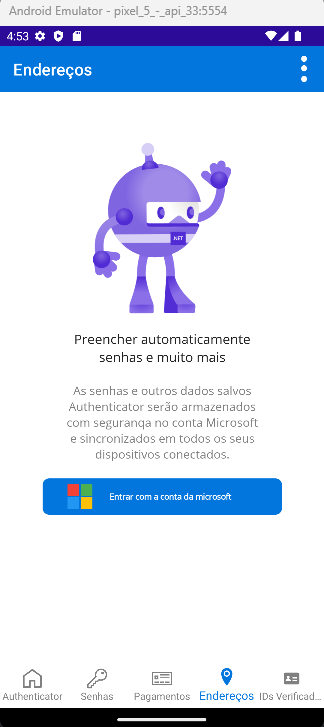 Android Emulator - pixel_5_-_api_33:5554
4:53
Endereços
.NET
Preencher automaticamente
senhas e muito mais
As senhas e outros dados salvos
Authenticator serão armazenados
com segurança no conta Microsoft
e sincronizados em todos os seus
dispositivos conectados.
Entrar com a conta da microsoft
Authenticator
Senhas
Pagamentos
Endereços
IDs Verificad...